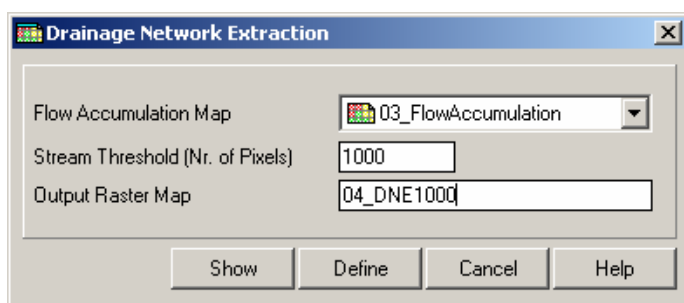 Drainage Network Extraction
Flow Accumulation Map 03_FlowAccumulation
Stream Threshold (Nr. of Pixels) 1000
Output Raster Map 04_DNE1000
Show Define Cancel Help